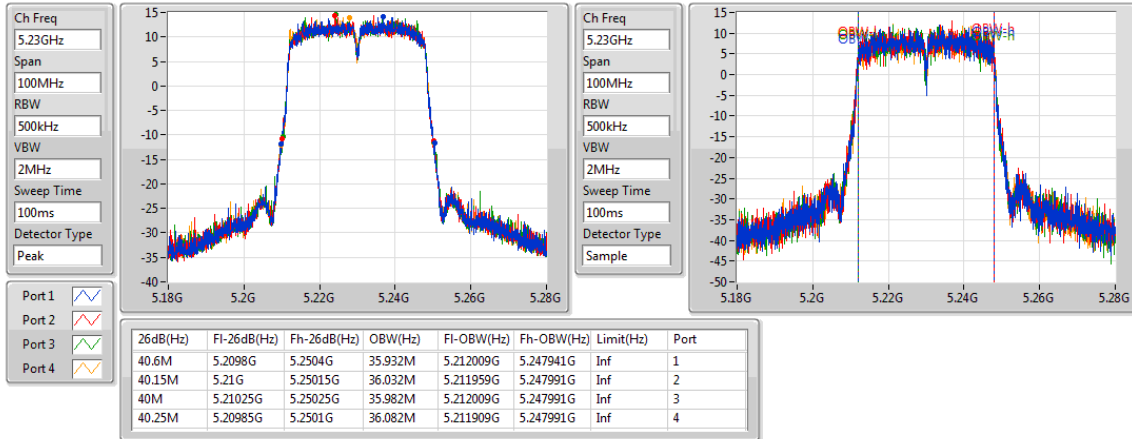 Ch Freq
5.23GHz
Span
100MHz
RBW
500kHz
VBW
2MHz
Sweep Time
100ms
Detector Type
Peak
15
10
5
0
-5
-10
-15
-20
-25
-30
-35
-40
5.18G 5.2G 5.22G 5.24G 5.26G 5.28G
Ch Freq
5.23GHz
Span
100MHz
RBW
500kHz
VBW
2MHz
Sweep Time
100ms
Detector Type
Sample
15
10
5
0
-5
-10
-15
-20
-25
-30
-35
-40
-45
-50
5.18G 5.2G 5.22G 5.24G 5.26G 5.28G
Port 1
Port 2
Port 3
Port 4
26dB(Hz) Fl-26dB(Hz) Fh-26dB(Hz) OBW(Hz) Fl-OBW(Hz) Fh-OBW(Hz) Limit(Hz) Port
40.6M 5.2098G 5.2504G 35.932M 5.212009G 5.247941G Inf 1
40.15M 5.21G 5.25015G 36.032M 5.211959G 5.247991G Inf 2
40M 5.21025G 5.25025G 35.982M 5.212009G 5.247991G Inf 3
40.25M 5.20985G 5.2501G 36.082M 5.211909G 5.247991G Inf 4